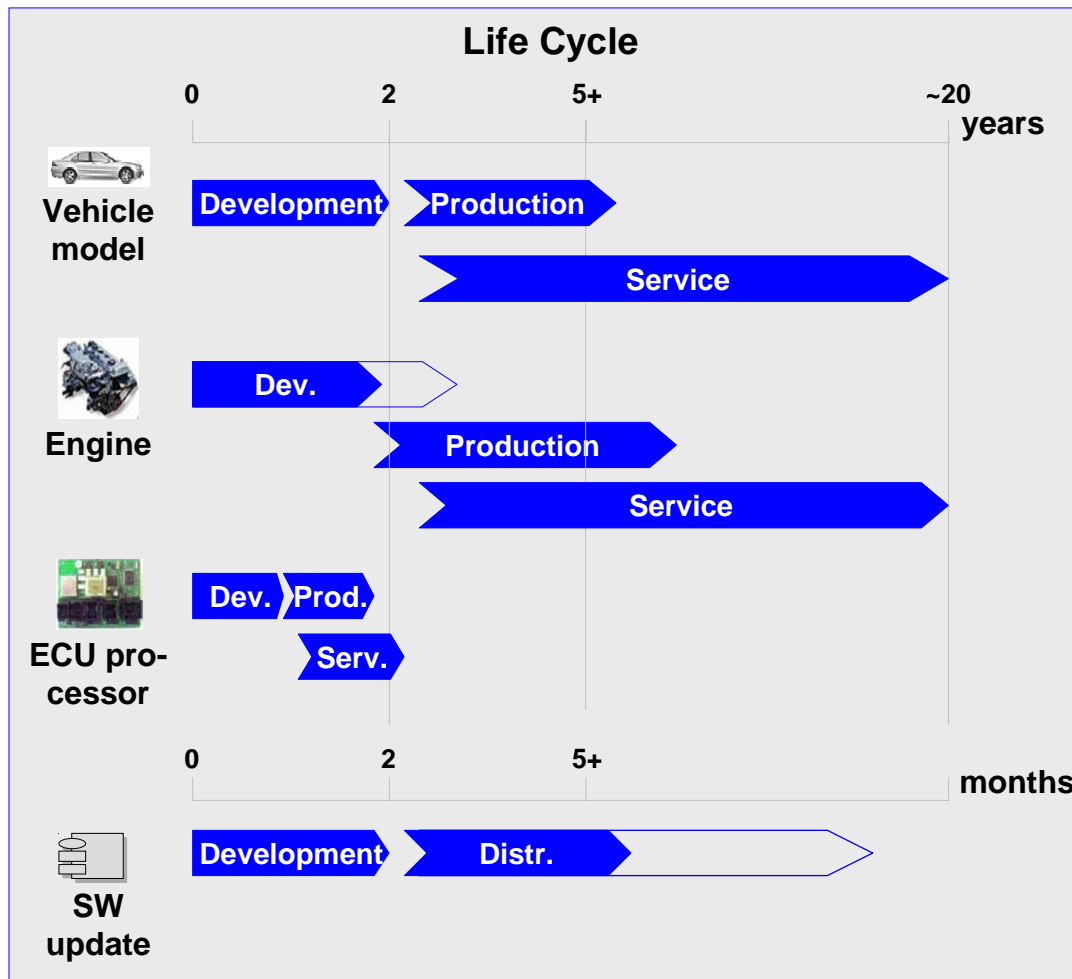 Life Cycle
0 2 5+ ~20
years
Vehicle
model
Development Production
Service
Engine
Dev.
Production
Service
ECU pro-
cessor
Dev. Prod.
Serv.
0 2 5+
months
SW
update
Development Distr.